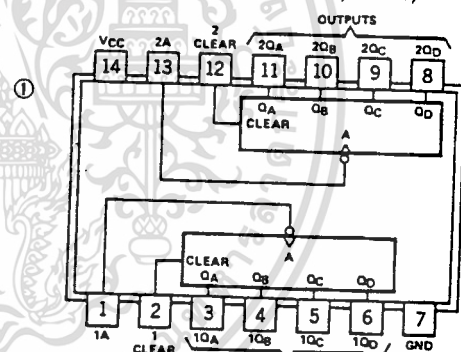 OUTPUTS
VCC 2A 2 CLEAR 2QA 2QB 2QC 2QD
14 13 12 11 10 9 8
①
QA QB QC QD
CLEAR
A
A
CLEAR
QA QB QC QD
1 2 3 4 5 6 7
1A 1 CLEAR 1QA 1QB 1QC 1QD GND